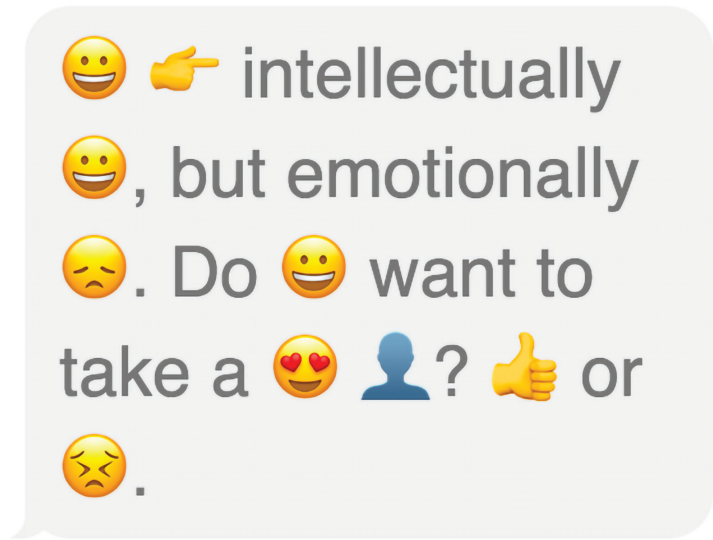 😀 👉 intellectually
😀, but emotionally
😞. Do 😀 want to
take a 😍 👤? 👍 or
😣.